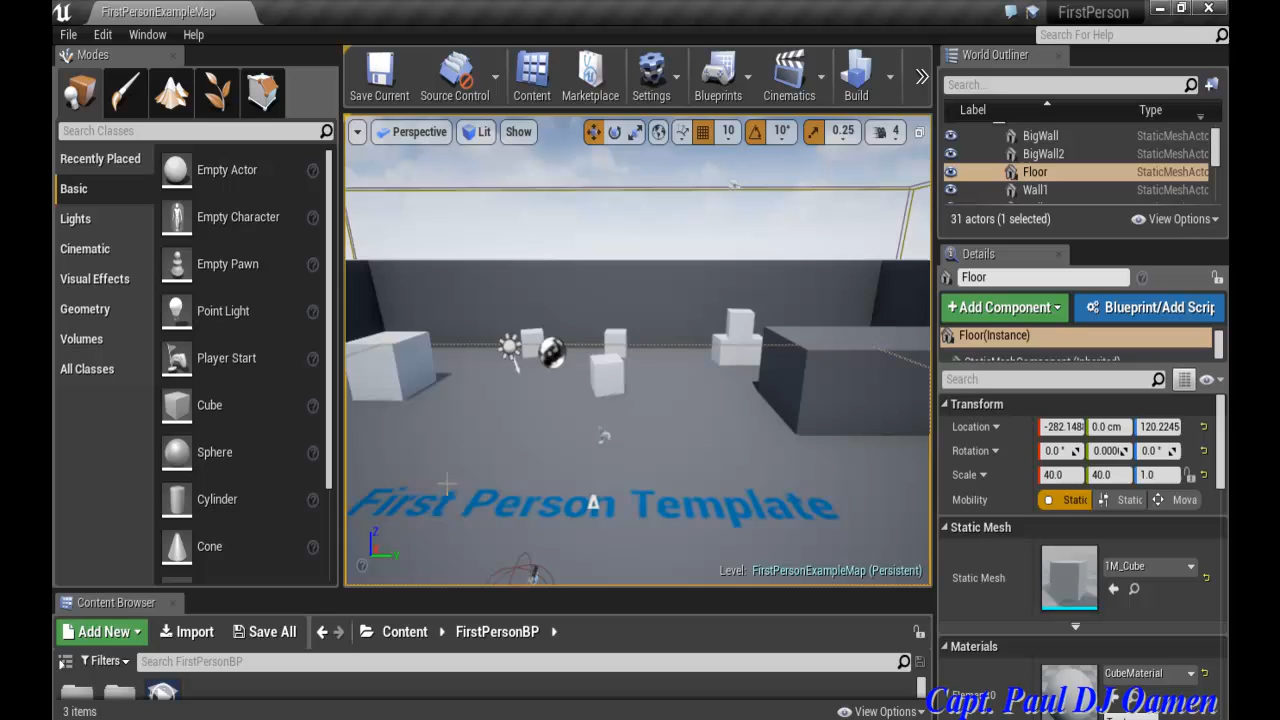 FirstPersonExampleMap
FirstPerson
File Edit Window Help
Search For Help
Modes
Search Classes
Recently Placed
Basic
Lights
Cinematic
Visual Effects
Geometry
Volumes
All Classes
Empty Actor
Empty Character
Empty Pawn
Point Light
Player Start
Cube
Sphere
Cylinder
Cone
Save Current Source Control Content Marketplace Settings Blueprints Cinematics Build
Perspective Lit Show 10 10° 0.25 4
First Person Template
Z
Y
Level: FirstPersonExampleMap (Persistent)
World Outliner
Search...
Label Type
BigWall StaticMeshActo
BigWall2 StaticMeshActo
Floor StaticMeshActo
Wall1 StaticMeshActo
31 actors (1 selected) View Options
Details
Floor
+Add Component Blueprint/Add Scrip
Floor(Instance)
StaticMeshComponent (Inherited)
Search
Transform
Location -282.148 0.0 cm 120.2245
Rotation 0.0 ° 0.000 0.0 °
Scale 40.0 40.0 1.0
Mobility Static Static Mova
Static Mesh
Static Mesh 1M_Cube
Materials
CubeMaterial
Element 0
Content Browser
Add New Import Save All Content FirstPersonBP
Filters Search FirstPersonBP
3 items View Options
Capt. Paul DJ Oamen